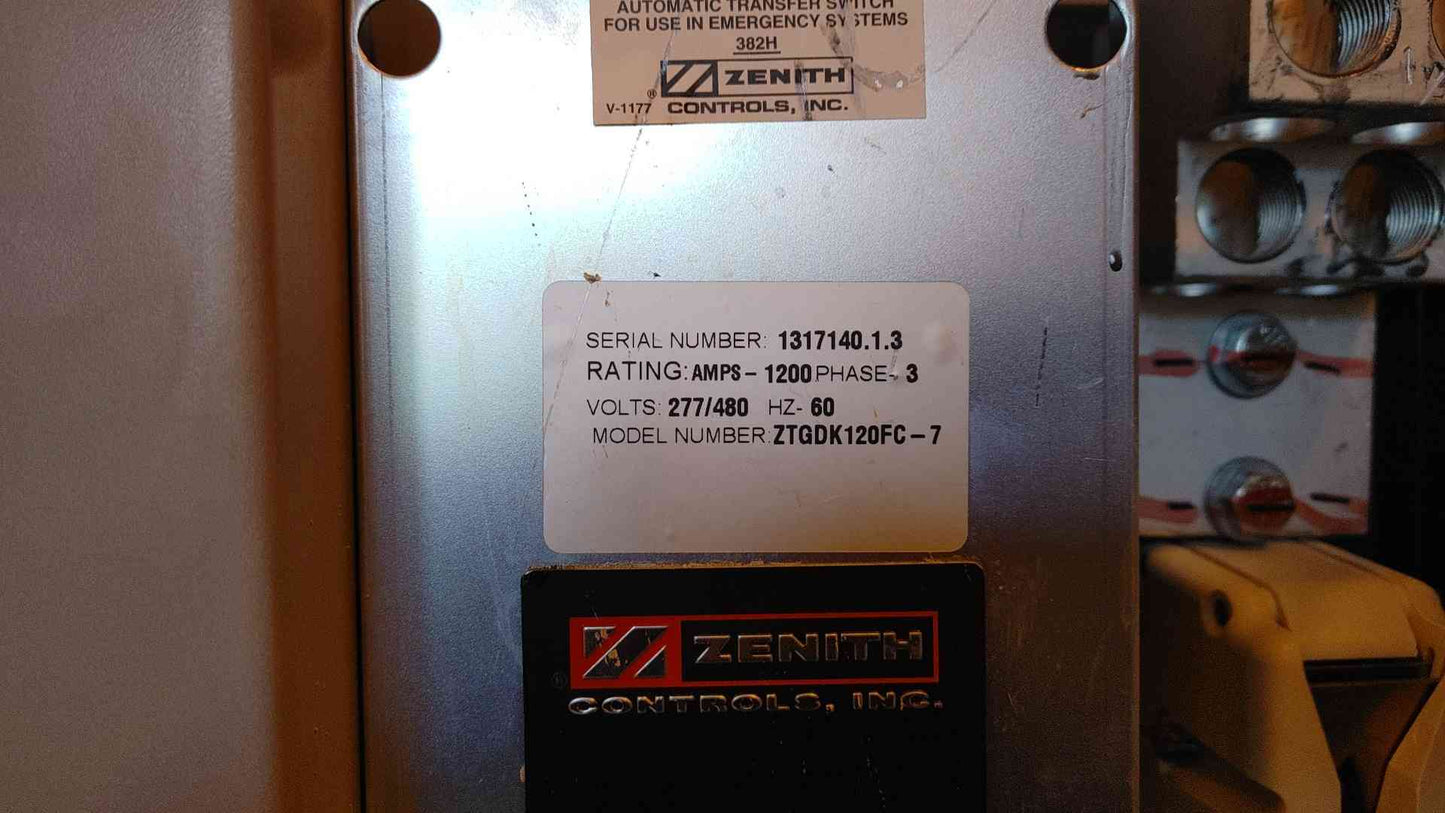 AUTOMATIC TRANSFER SWITCH
FOR USE IN EMERGENCY SYSTEMS
382H
ZENITH
® V-1177 CONTROLS, INC.
SERIAL NUMBER: 1317140.1.3
RATING: AMPS- 1200 PHASE- 3
VOLTS: 277/480 HZ- 60
MODEL NUMBER: ZTGDK120FC-7
ZENITH
® CONTROLS, INC.